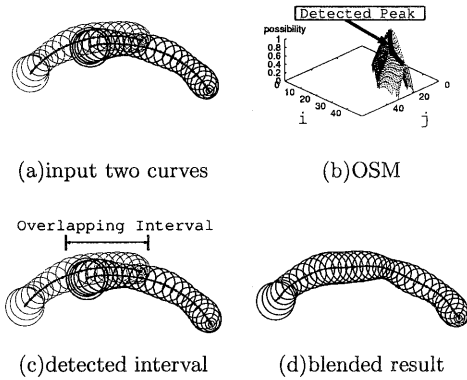 Detected Peak
possibility
1
0.8
0.6
0.4
0.2
0
10
20
30
40
i
0
20
40
j
(a)input two curves
(b)OSM
Overlapping Interval
(c)detected interval
(d)blended result